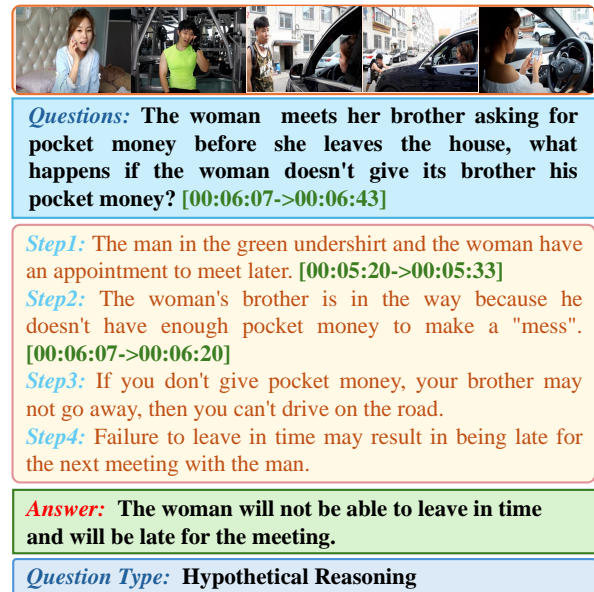 Questions: The woman meets her brother asking for
pocket money before she leaves the house, what
happens if the woman doesn't give its brother his
pocket money? [00:06:07->00:06:43]
Step1: The man in the green undershirt and the woman have
an appointment to meet later. [00:05:20->00:05:33]
Step2: The woman's brother is in the way because he
doesn't have enough pocket money to make a "mess".
[00:06:07->00:06:20]
Step3: If you don't give pocket money, your brother may
not go away, then you can't drive on the road.
Step4: Failure to leave in time may result in being late for
the next meeting with the man.
Answer: The woman will not be able to leave in time
and will be late for the meeting.
Question Type: Hypothetical Reasoning